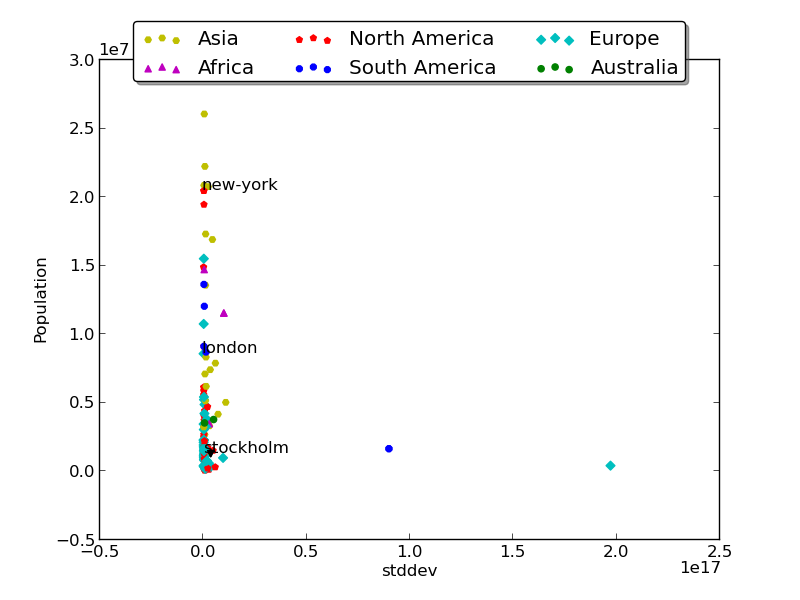 Asia North America Europe
Africa South America Australia
1e7
3.0
2.5
new-york
2.0
1.5
Population
1.0
london
0.5
stockholm
0.0
−0.5
−0.5 0.0 0.5 1.0 1.5 2.0 2.5
stddev
1e17